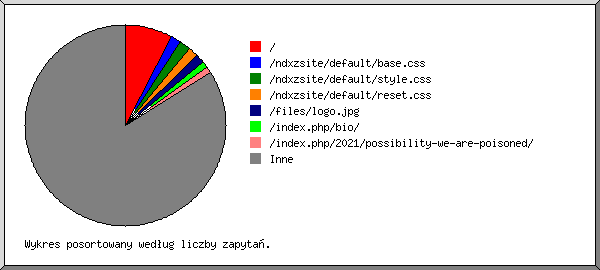 /
/ndxzsite/default/base.css
/ndxzsite/default/style.css
/ndxzsite/default/reset.css
/files/logo.jpg
/index.php/bio/
/index.php/2021/possibility-we-are-poisoned/
Inne
Wykres posortowany według liczby zapytań.